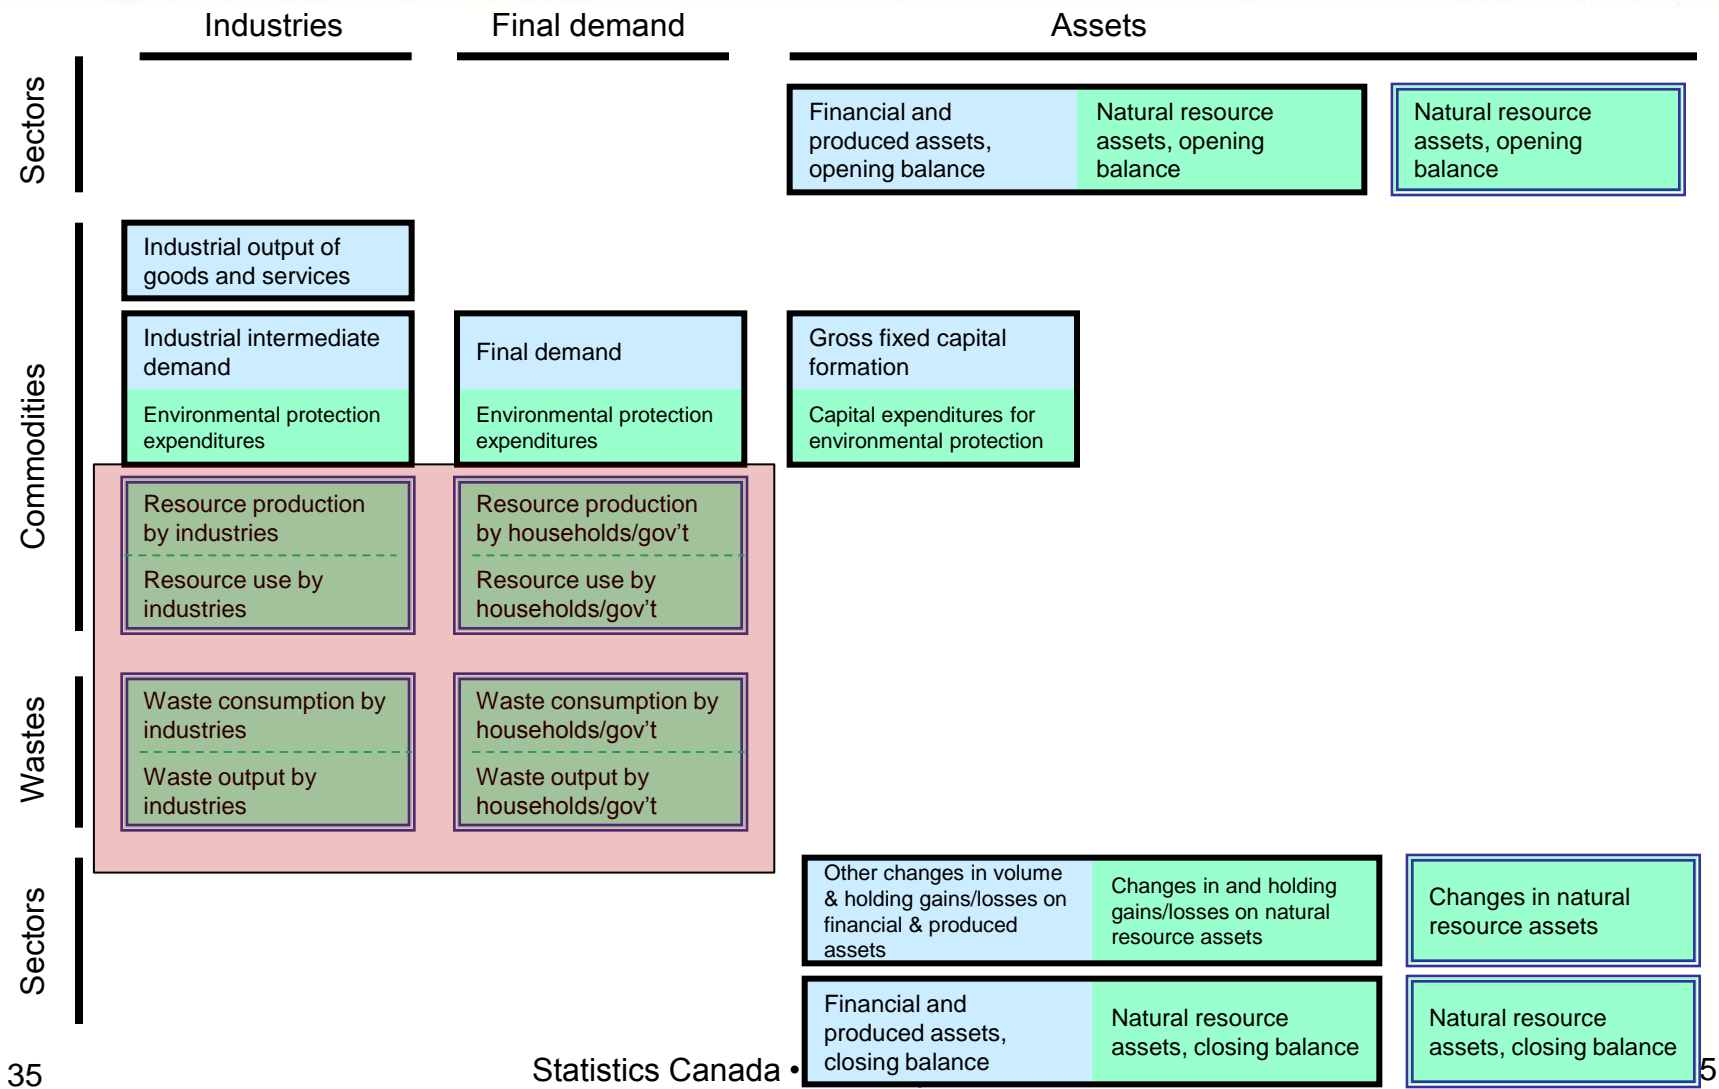 Industries
Final demand
Assets
Sectors
Financial and
produced assets,
opening balance
Natural resource
assets, opening
balance
Natural resource
assets, opening
balance
Commodities
Industrial output of
goods and services
Industrial intermediate
demand
Environmental protection
expenditures
Final demand
Environmental protection
expenditures
Gross fixed capital
formation
Capital expenditures for
environmental protection
Resource production
by industries
Resource use by
industries
Resource production
by households/gov’t
Resource use by
households/gov’t
Wastes
Waste consumption by
industries
Waste output by
industries
Waste consumption by
households/gov’t
Waste output by
households/gov’t
Sectors
Other changes in volume
& holding gains/losses on
financial & produced
assets
Changes in and holding
gains/losses on natural
resource assets
Changes in natural
resource assets
Financial and
produced assets,
closing balance
Natural resource
assets, closing balance
Natural resource
assets, closing balance
35
Statistics Canada •
5